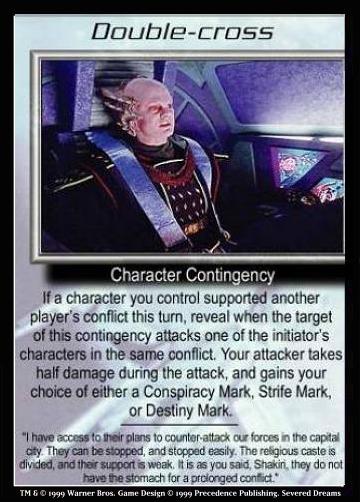 Double-cross
Character Contingency
If a character you control supported another
player's conflict this turn, reveal when the target
of this contingency attacks one of the initiator's
characters in the same conflict. Your attacker takes
half damage during the attack, and gains your
choice of either a Conspiracy Mark, Strife Mark,
or Destiny Mark.
"I have access to their plans to counter-attack our forces in the capital
city. They can be stopped, and stopped easily. The religious caste is
divided, and their support is weak. It is as you said, Shakiri, they do not
have the stomach for a prolonged conflict."
TM & © 1999 Warner Bros. Game Design © 1999 Precedence Publishing. Severed Dreams